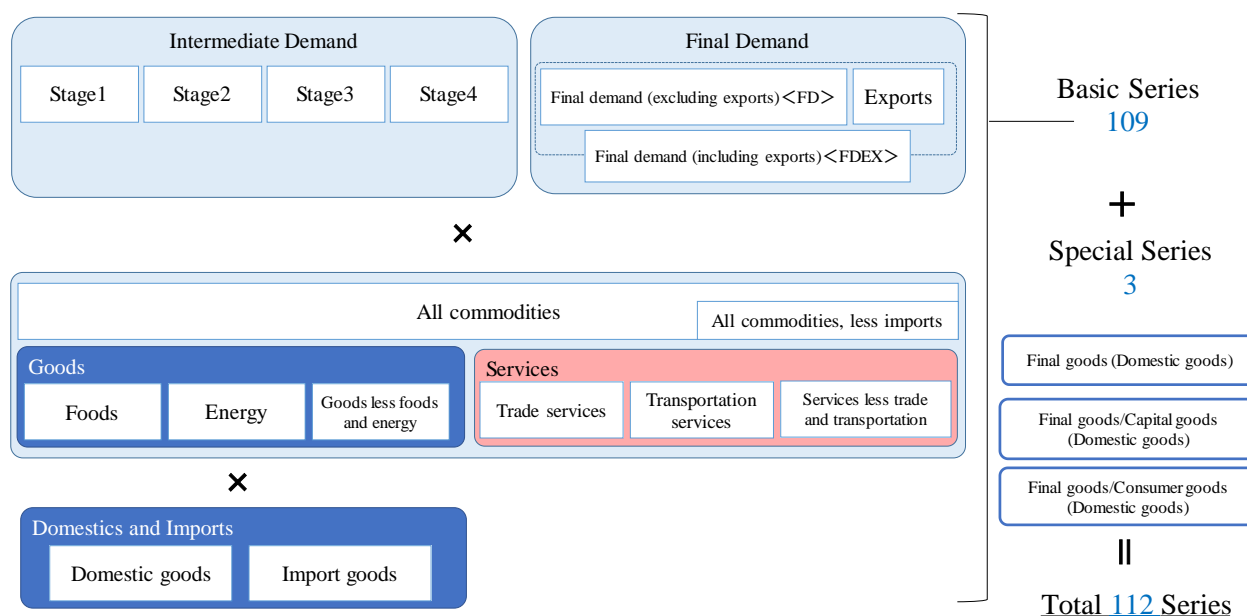 Intermediate Demand
Stage1
Stage2
Stage3
Stage4
Final Demand
Final demand (excluding exports)<FD>
Exports
Final demand (including exports)<FDEX>
×
All commodities
All commodities, less imports
Goods
Foods
Energy
Goods less foods
and energy
Services
Trade services
Transportation
services
Services less trade
and transportation
×
Domestics and Imports
Domestic goods
Import goods
Basic Series
109
+
Special Series
3
Final goods (Domestic goods)
Final goods/Capital goods
(Domestic goods)
Final goods/Consumer goods
(Domestic goods)
=
Total 112 Series